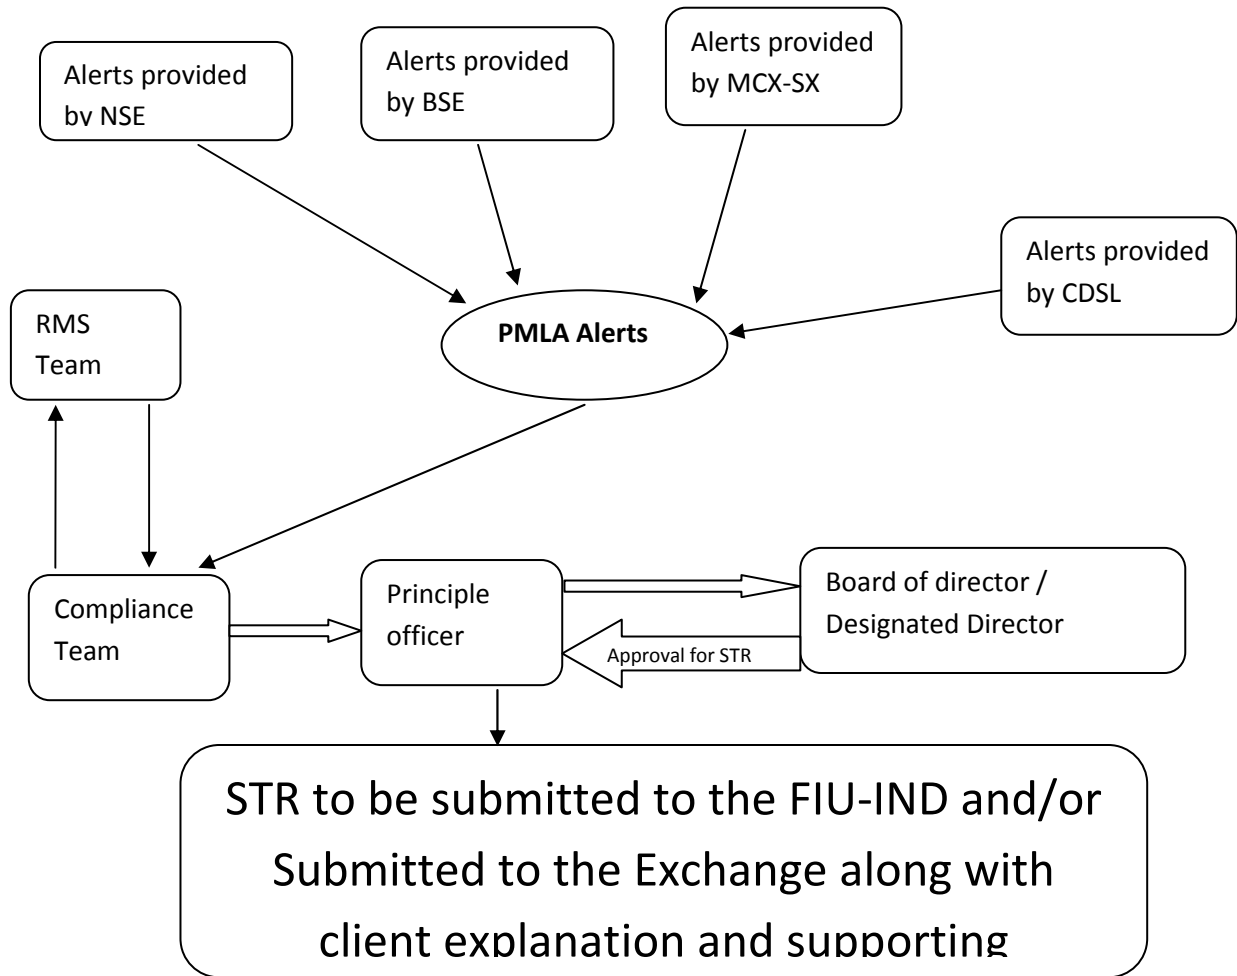 Alerts provided
by NSE
Alerts provided
by BSE
Alerts provided
by MCX-SX
Alerts provided
by CDSL
RMS
Team
PMLA Alerts
Compliance
Team
Principle
officer
Board of director /
Designated Director
Approval for STR
STR to be submitted to the FIU-IND and/or
Submitted to the Exchange along with
client explanation and supporting